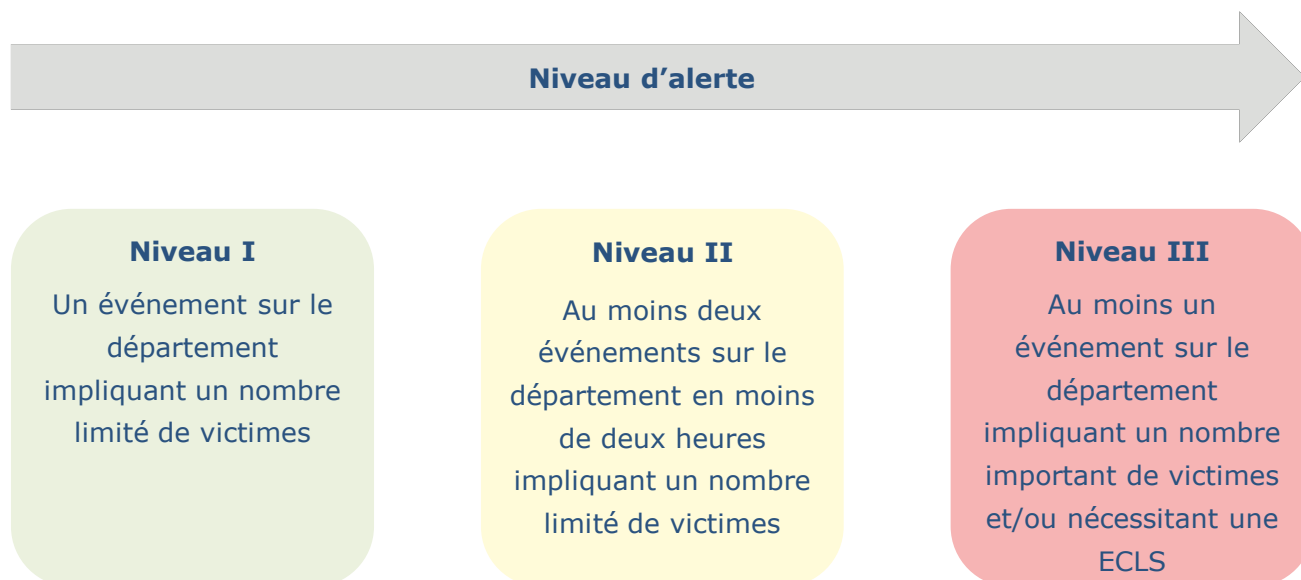 Niveau d’alerte
Niveau I
Un événement sur le
département
impliquant un nombre
limité de victimes
Niveau II
Au moins deux
événements sur le
département en moins
de deux heures
impliquant un nombre
limité de victimes
Niveau III
Au moins un
événement sur le
département
impliquant un nombre
important de victimes
et/ou nécessitant une
ECLS